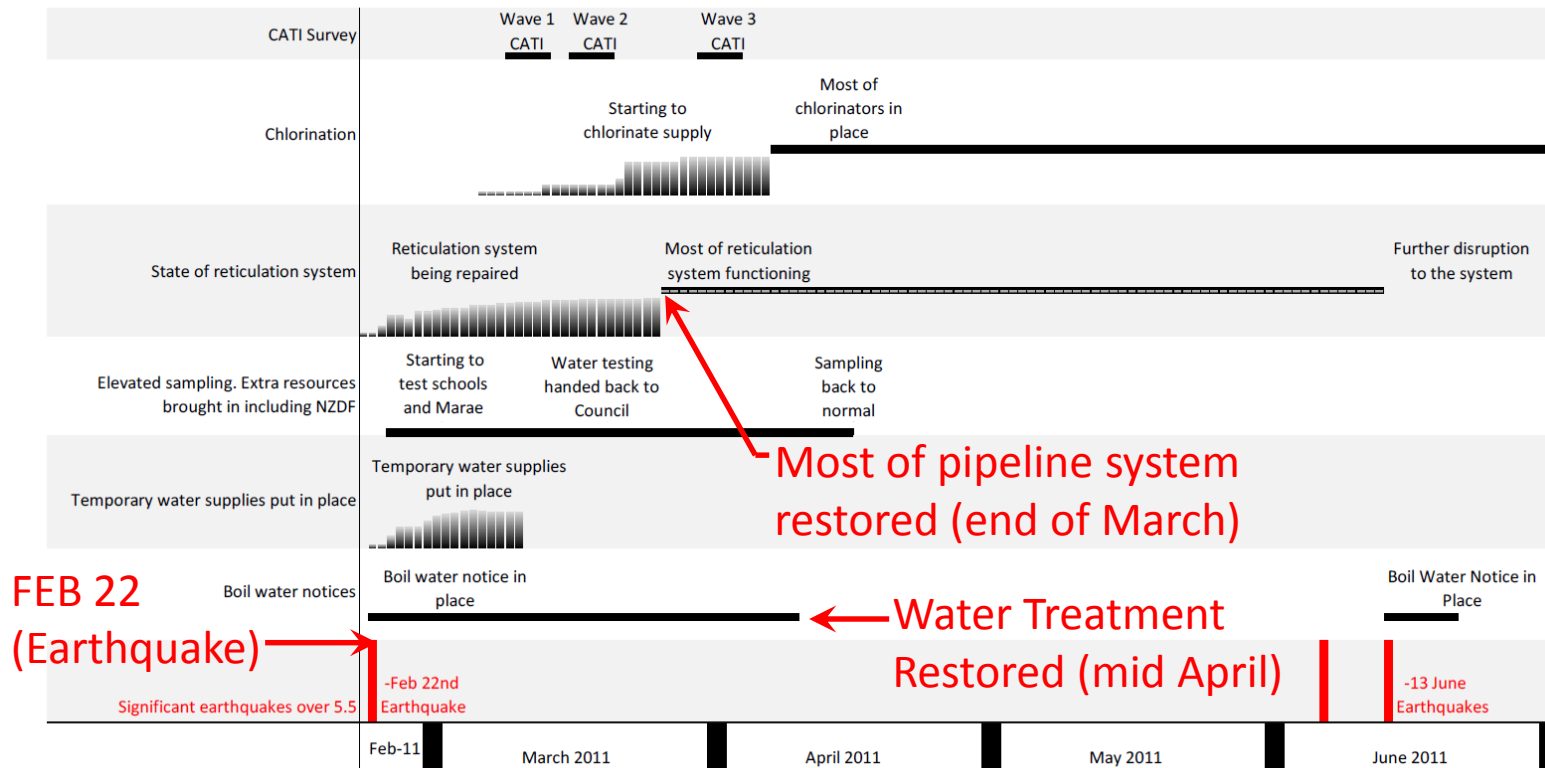 Wave 1
CATI
Wave 2
CATI
Wave 3
CATI
CATI Survey
Chlorination
Starting to
chlorinate supply
Most of
chlorinators in
place
State of reticulation system
Reticulation system
being repaired
Most of reticulation
system functioning
Further disruption
to the system
Elevated sampling. Extra resources
brought in including NZDF
Starting to
test schools
and Marae
Water testing
handed back to
Council
Sampling
back to
normal
Most of pipeline system
restored (end of March)
Temporary water supplies put in place
Temporary water supplies
put in place
FEB 22
(Earthquake)
Boil water notices
Boil water notice in
place
Water Treatment
Restored (mid April)
Boil Water Notice in
Place
Significant earthquakes over 5.5
-Feb 22nd
Earthquake
-13 June
Earthquakes
Feb-11
March 2011
April 2011
May 2011
June 2011